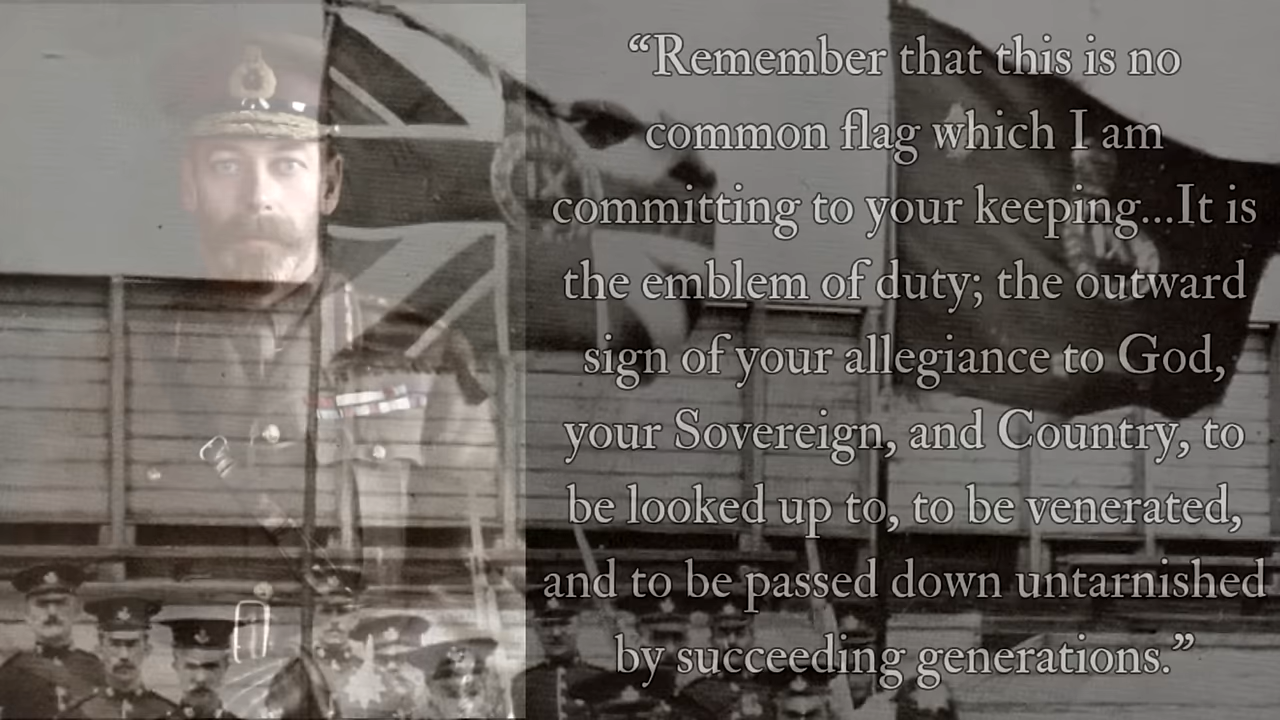 “Remember that this is no
common flag which I am
committing to your keeping...It is
the emblem of duty; the outward
sign of your allegiance to God,
your Sovereign, and Country, to
be looked up to, to be venerated,
and to be passed down untarnished
by succeeding generations.”
IX